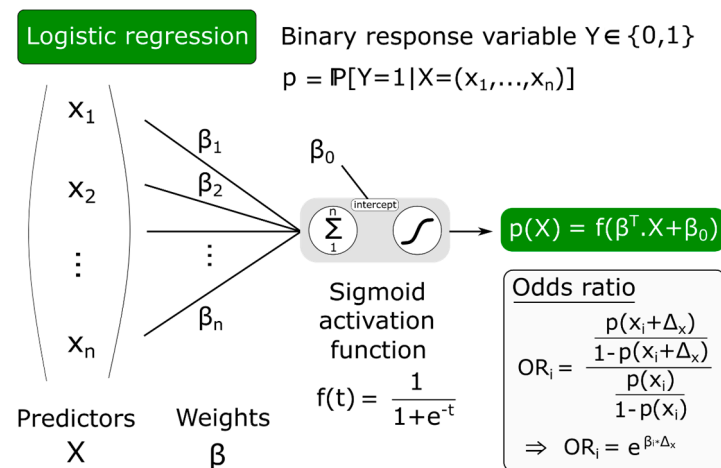 Logistic regression
Binary response variable Y∈{0,1}
p = ℙ[Y=1|X=(x₁,...,xₙ)]
x₁
x₂
⋮
xₙ
β₁
β₂
⋮
βₙ
β₀
intercept
n
Σ
1
p(X) = f(βᵀ.X+β₀)
Sigmoid
activation
function
f(t) = 1/(1+e⁻ᵗ)
Predictors
X
Weights
β
Odds ratio
ORᵢ = (p(xᵢ+Δₓ)/(1-p(xᵢ+Δₓ)))/(p(xᵢ)/(1-p(xᵢ)))
⇒ ORᵢ = e^(βᵢ*Δₓ)